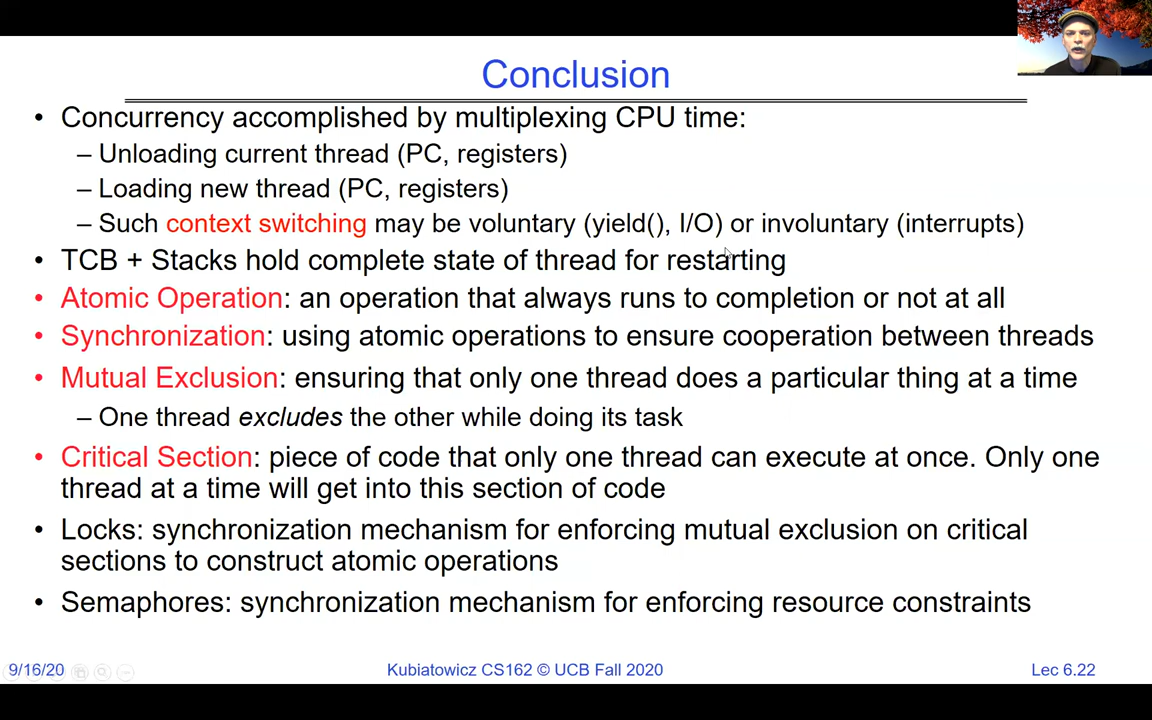 Conclusion
• Concurrency accomplished by multiplexing CPU time:
– Unloading current thread (PC, registers)
– Loading new thread (PC, registers)
– Such context switching may be voluntary (yield(), I/O) or involuntary (interrupts)
• TCB + Stacks hold complete state of thread for restarting
• Atomic Operation: an operation that always runs to completion or not at all
• Synchronization: using atomic operations to ensure cooperation between threads
• Mutual Exclusion: ensuring that only one thread does a particular thing at a time
– One thread excludes the other while doing its task
• Critical Section: piece of code that only one thread can execute at once. Only one
thread at a time will get into this section of code
• Locks: synchronization mechanism for enforcing mutual exclusion on critical
sections to construct atomic operations
• Semaphores: synchronization mechanism for enforcing resource constraints
9/16/20
Kubiatowicz CS162 © UCB Fall 2020
Lec 6.22